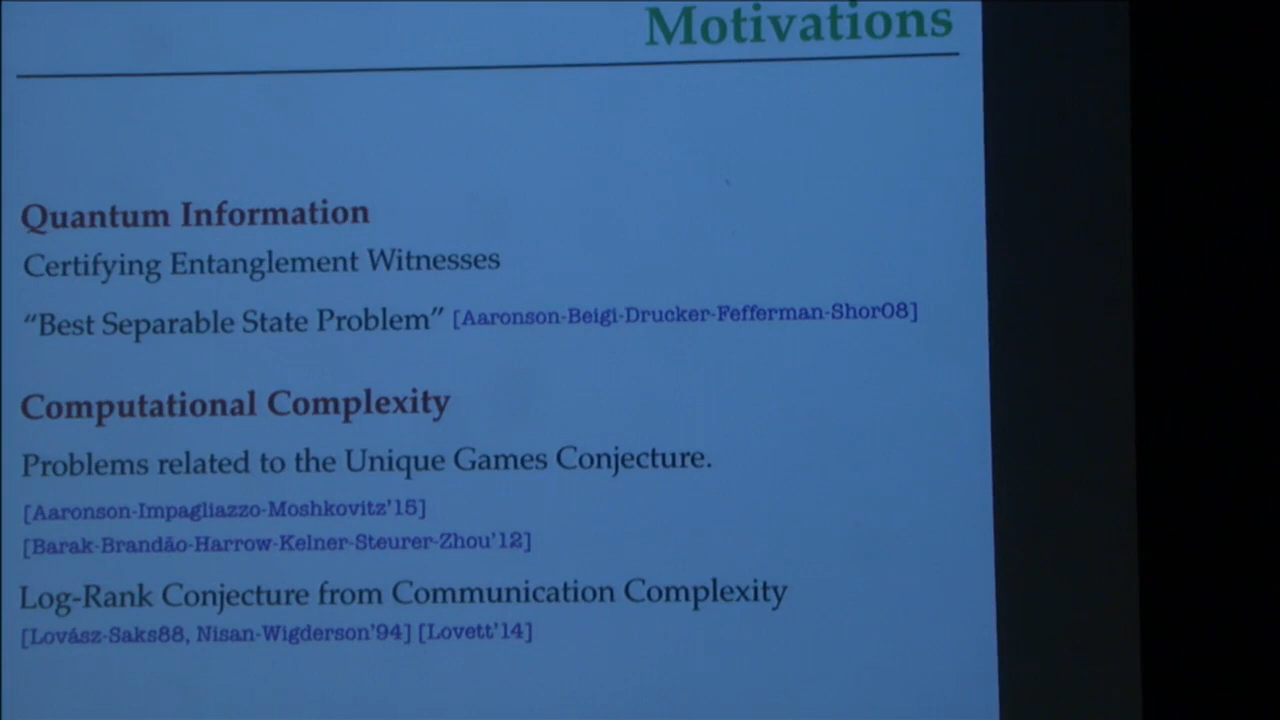 Motivations
Quantum Information
Certifying Entanglement Witnesses
“Best Separable State Problem” [Aaronson-Beigi-Drucker-Fefferman-Shor08]
Computational Complexity
Problems related to the Unique Games Conjecture.
[Aaronson-Impagliazzo-Moshkovitz’15]
[Barak-Brandão-Harrow-Kelner-Steurer-Zhou’12]
Log-Rank Conjecture from Communication Complexity
[Lovász-Saks88, Nisan-Wigderson’94] [Lovett’14]